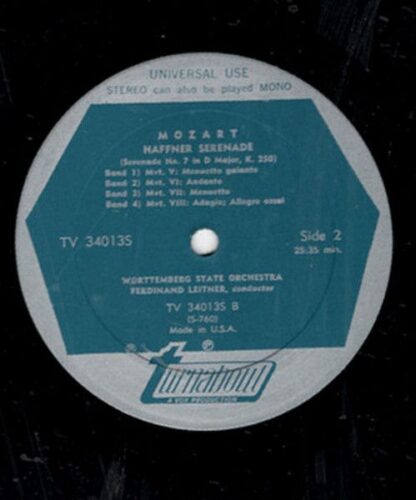 UNIVERSAL USE
STEREO can also be played MONO
MOZART
HAFFNER SERENADE
(Serenade No. 7 in D Major, K. 250)
Band 1) Mvt. V: Menuetto galante
Band 2) Mvt. VI: Andante
Band 3) Mvt. VII: Menuetto
Band 4) Mvt. VIII: Adagio; Allegro assai
TV 34013S
Side 2
25:35 min.
WÜRTTEMBERG STATE ORCHESTRA
FERDINAND LEITNER, conductor
TV 34013S B
(S-760)
Made in U.S.A.
℗
turnabout
A VOX PRODUCTION